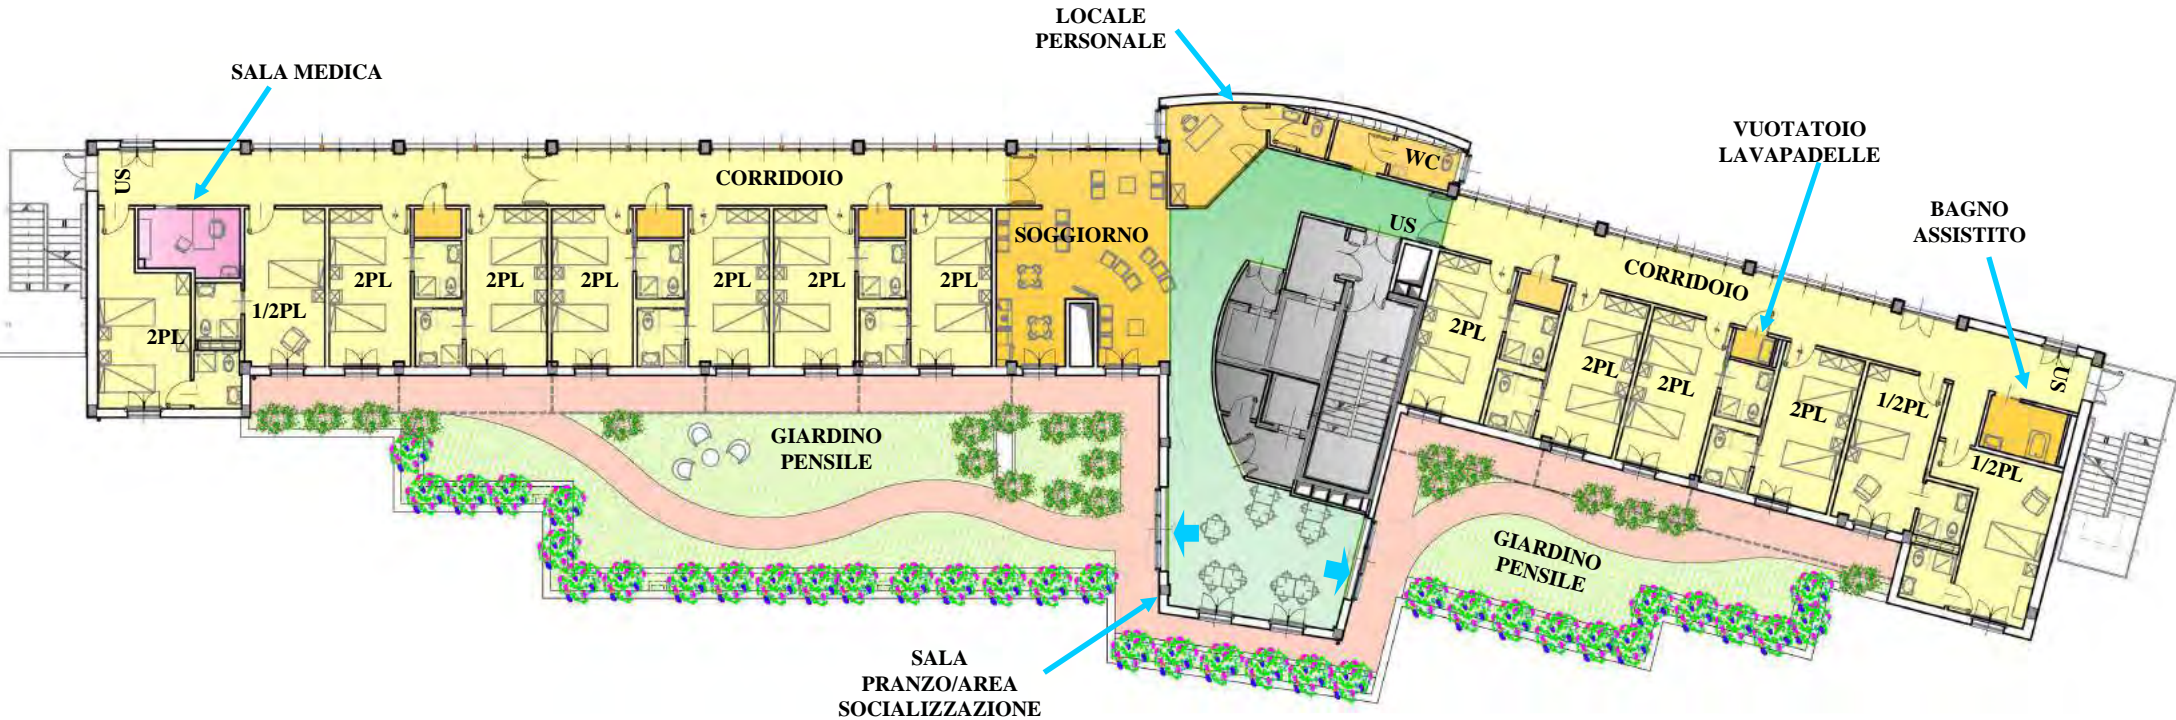 LOCALE
PERSONALE
SALA MEDICA
VUOTATOIO
LAVAPADELLE
BAGNO
ASSISTITO
US
CORRIDOIO
WC
US
SOGGIORNO
CORRIDOIO
2PL
1/2PL
2PL
2PL
2PL
2PL
2PL
2PL
2PL
2PL
2PL
2PL
1/2PL
1/2PL
US
GIARDINO
PENSILE
GIARDINO
PENSILE
SALA
PRANZO/AREA
SOCIALIZZAZIONE